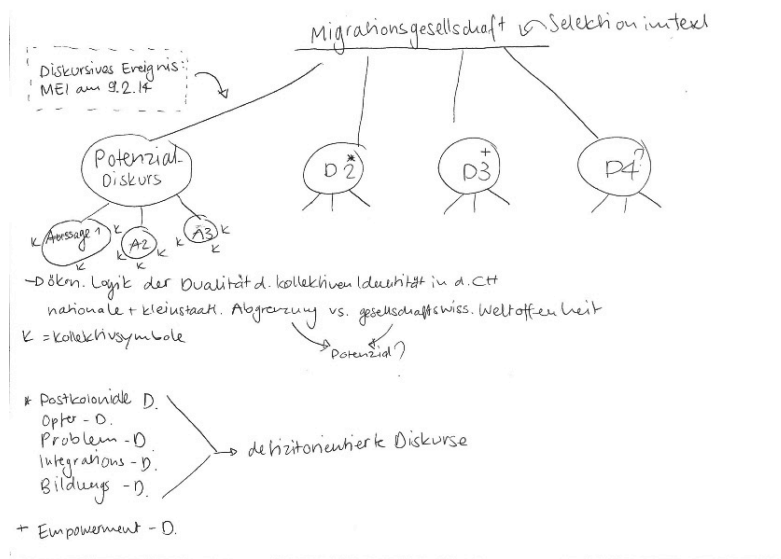 Migrationsgesellschaft Selektion im text
Diskursives Ereignis:
MEI am 9.2.14
Potenzial-
Diskurs
D2*
D3+
D4?
K Aussage 1 K
K
K A2 K
K
K A3 K
K
→ ökon. Logik der Dualität d. kollektiven Identität in d. CH
nationale + kleinstaatl. Abgrenzung vs. gesellschaftswiss. Weltoffenheit
K = Kollektivsymbole
Potenzial?
* Postkoloniale D.
Opfer - D.
Problem - D.
→ defizitorientierte Diskurse
Integrations - D.
Bildungs - D.
+ Empowerment - D.